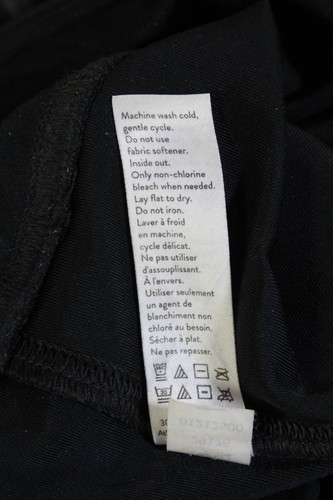 Machine wash cold,
gentle cycle.
Do not use
fabric softener.
Inside out.
Only non-chlorine
bleach when needed.
Lay flat to dry.
Do not iron.
Laver à froid
en machine,
cycle délicat.
Ne pas utiliser
d'assouplissant.
À l'envers.
Utiliser seulement
un agent de
blanchiment non
chloré au besoin.
Sécher à plat.
Ne pas repasser.